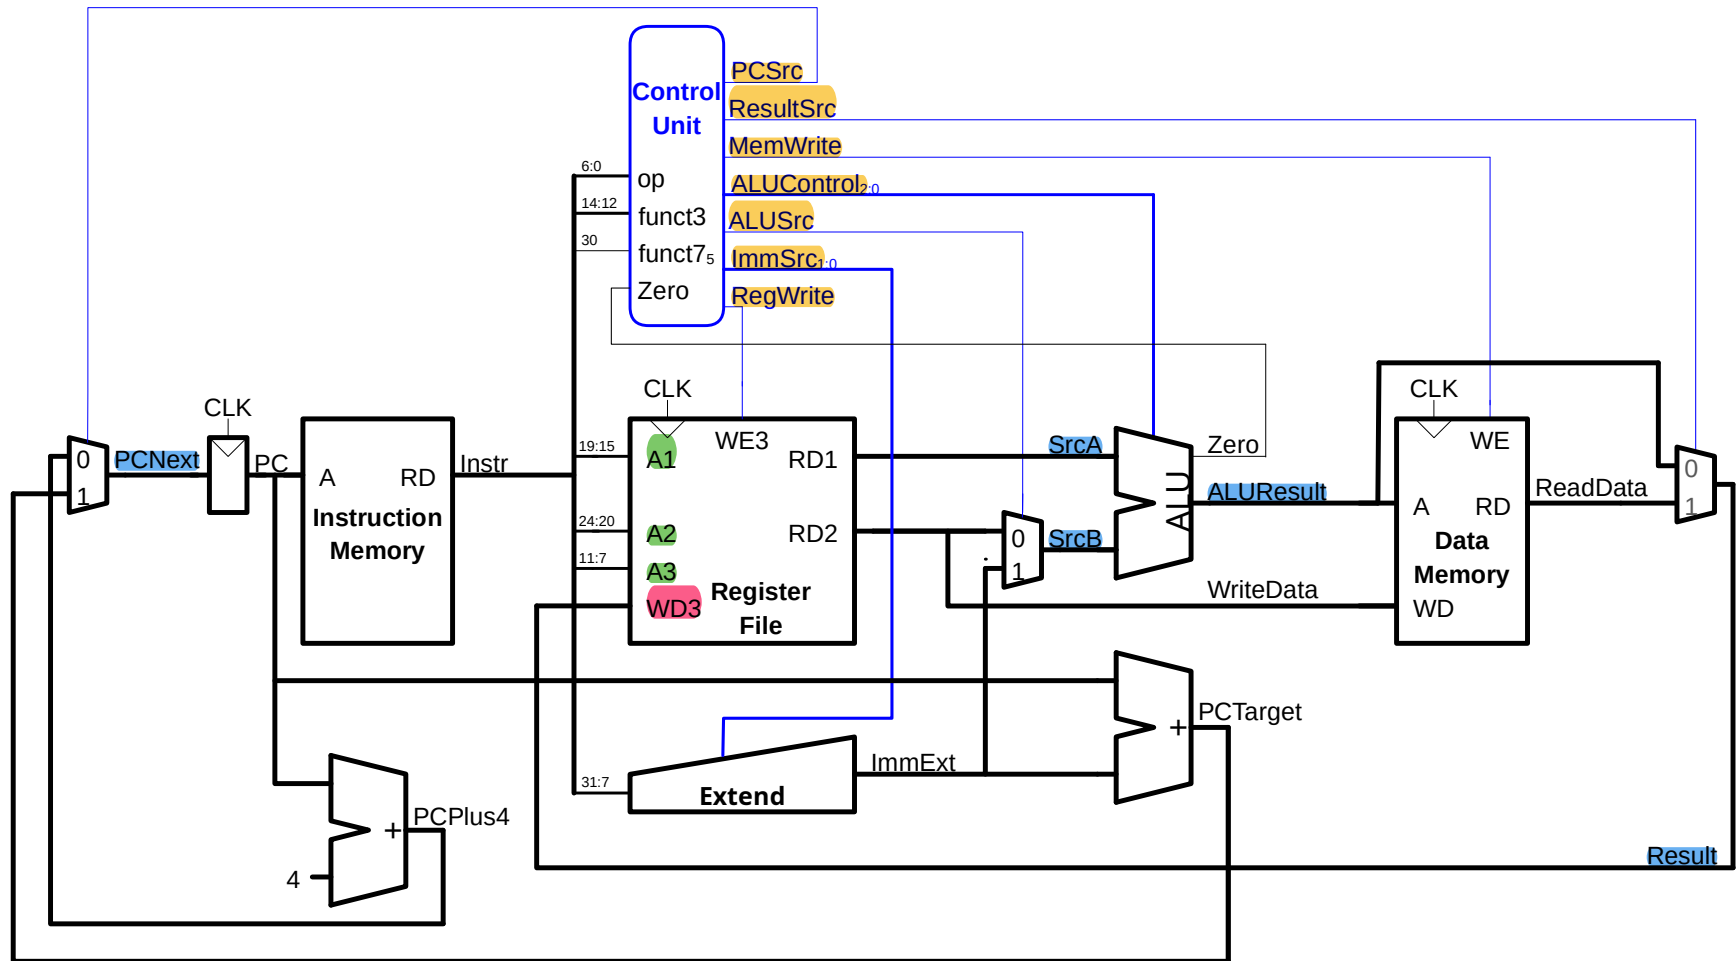 PCSrc
Control
Unit
ResultSrc
MemWrite
6:0
op
ALUControl2:0
14:12
funct3
ALUSrc
30
funct75
ImmSrc1:0
Zero
RegWrite
CLK
CLK
CLK
0
1
PCNext
PC
A
RD
Instruction
Memory
Instr
19:15
A1
WE3
RD1
24:20
A2
RD2
11:7
A3
WD3
Register
File
SrcA
0
1
SrcB
ALU
Zero
ALUResult
WE
A
RD
Data
Memory
WD
WriteData
ReadData
0
1
31:7
Extend
ImmExt
+
PCTarget
+
PCPlus4
4
Result